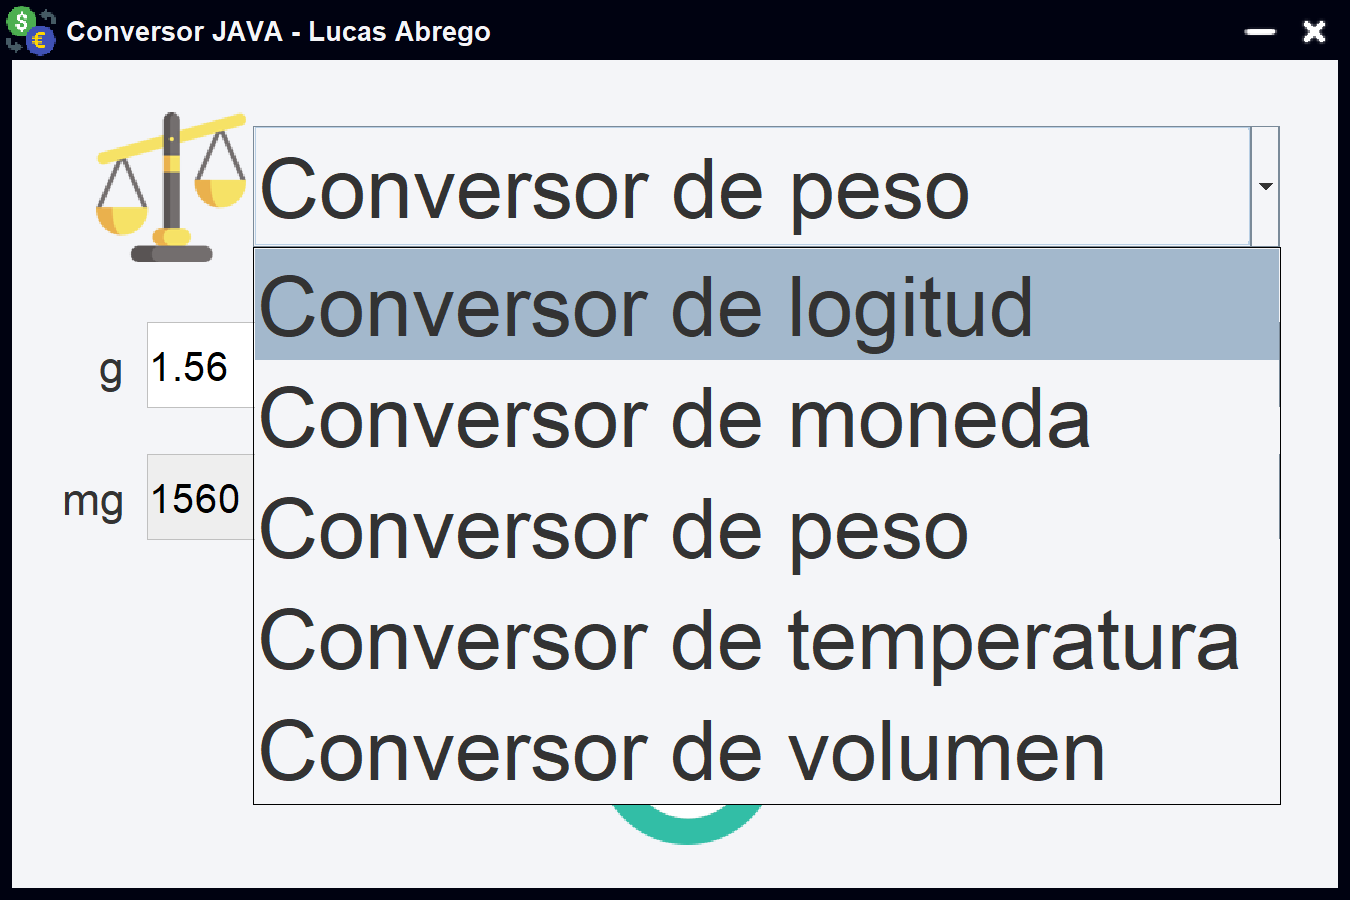 Conversor JAVA - Lucas Abrego
Conversor de peso
Conversor de logitud
Conversor de moneda
Conversor de peso
Conversor de temperatura
Conversor de volumen
g 1.56
mg 1560